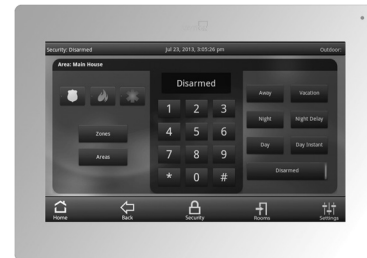 Security: Disarmed Jul 23, 2013, 3:05:26 pm Outdoor:
Area: Main House
Disarmed
Away Vacation
1 2 3
Night Night Delay
Zones
4 5 6
Day Day Instant
Areas
7 8 9
Disarmed
* 0 #
Home Back Security Rooms Settings